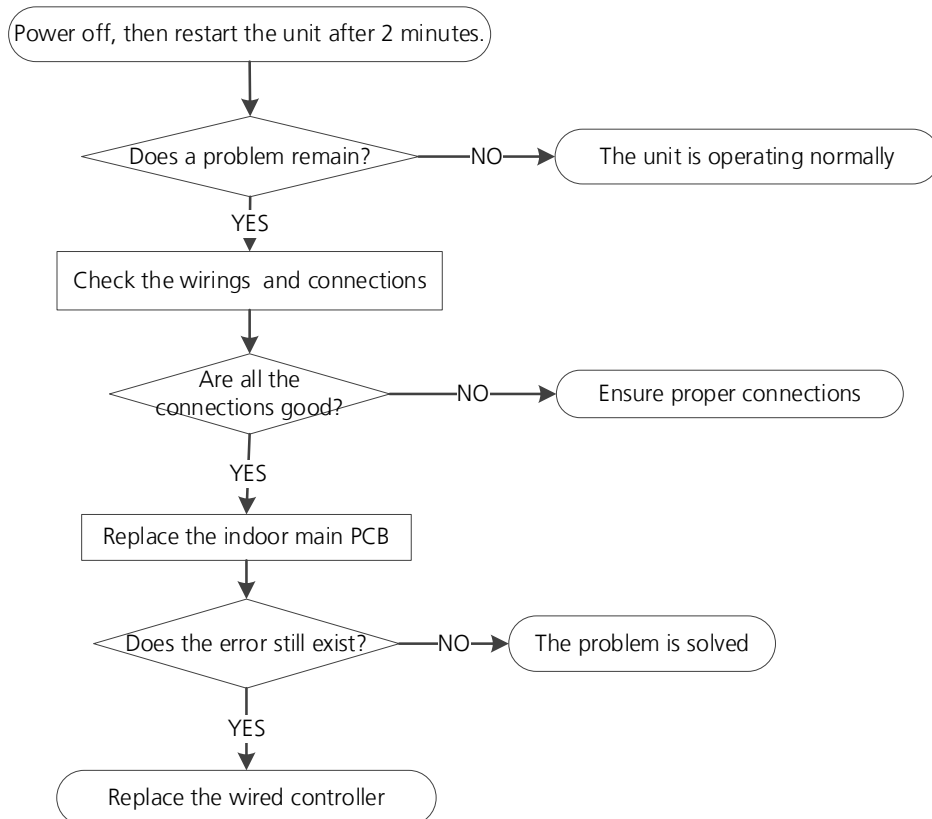 Power off, then restart the unit after 2 minutes.
Does a problem remain?
NO
The unit is operating normally
YES
Check the wirings  and connections
Are all the
connections good?
NO
Ensure proper connections
YES
Replace the indoor main PCB
Does the error still exist?
NO
The problem is solved
YES
Replace the wired controller